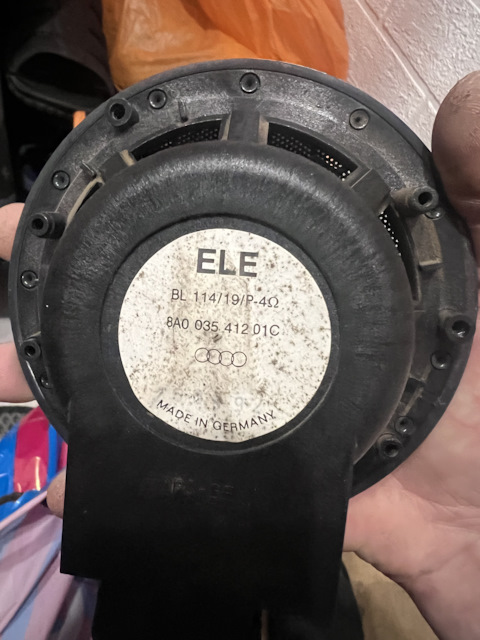 ELE
BL 114/19/P-4Ω
8A0 035 412 01C
MADE IN GERMANY